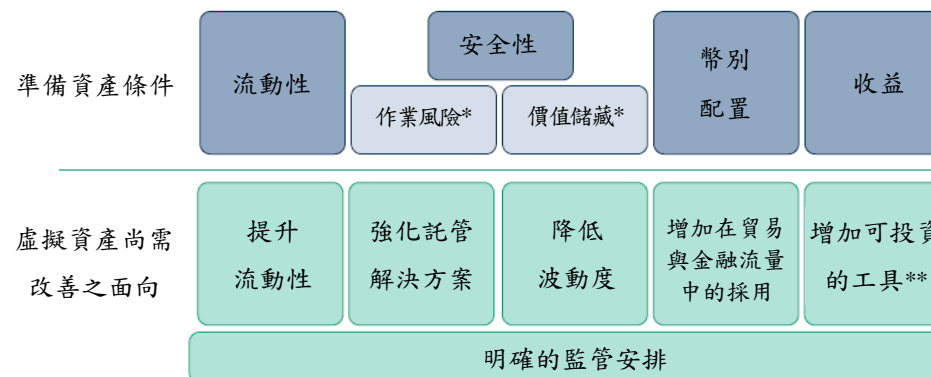 準備資產條件
流動性
安全性
作業風險*
價值儲藏*
幣別
配置
收益
虛擬資產尚需
改善之面向
提升
流動性
強化託管
解決方案
降低
波動度
增加在貿易
與金融流量
中的採用
增加可投資
的工具**
明確的監管安排